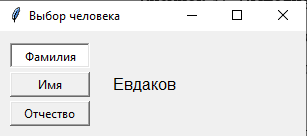 Выбор человека
Фамилия
Имя
Евдаков
Отчество